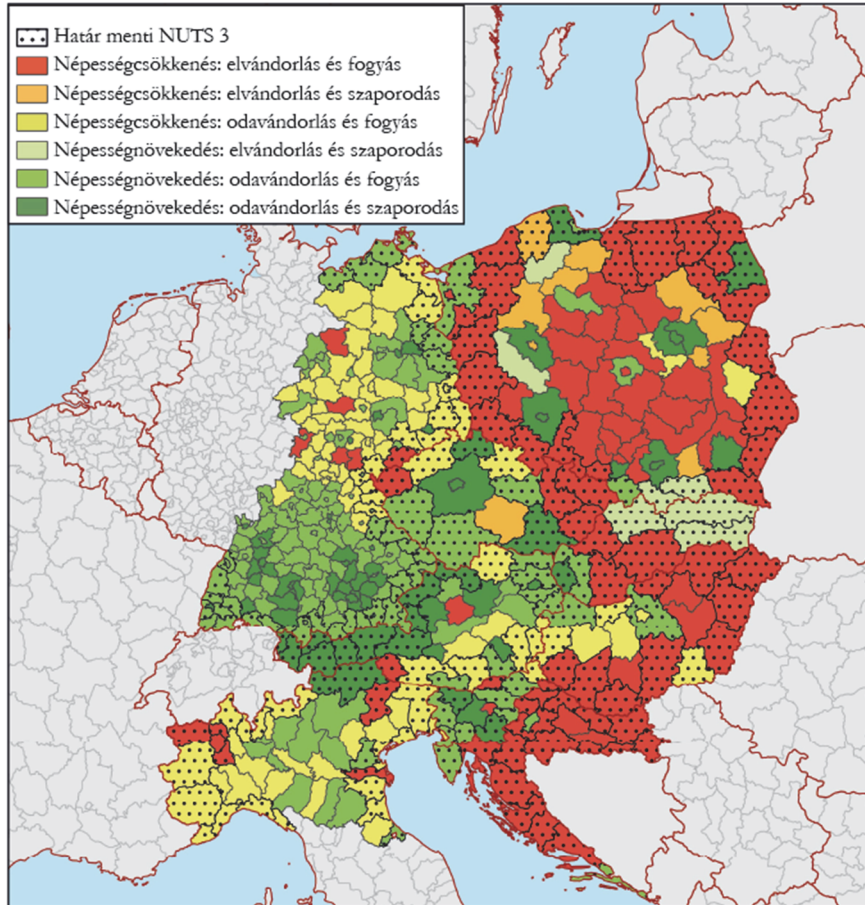 Határ menti NUTS 3
Népességcsökkenés: elvándorlás és fogyás
Népességcsökkenés: elvándorlás és szaporodás
Népességcsökkenés: odavándorlás és fogyás
Népességnövekedés: elvándorlás és szaporodás
Népességnövekedés: odavándorlás és fogyás
Népességnövekedés: odavándorlás és szaporodás